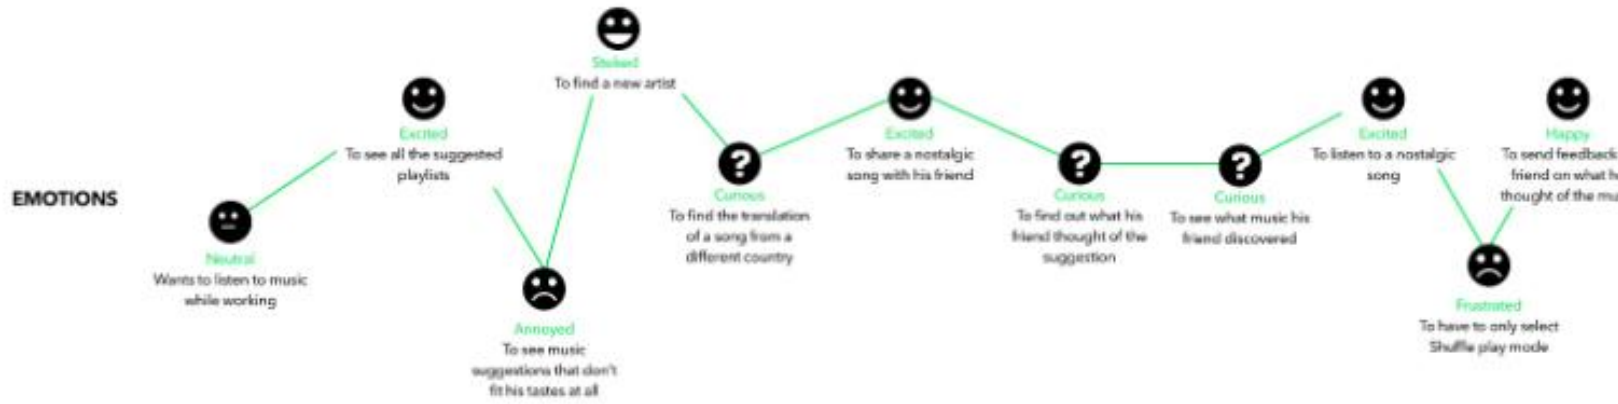 EMOTIONS
Neutral
Wants to listen to music
while working
Excited
To see all the suggested
playlists
Annoyed
To see music
suggestions that don't
fit his tastes at all
Stoked
To find a new artist
Curious
To find the translation
of a song from a
different country
Excited
To share a nostalgic
song with his friend
Curious
To find out what his
friend thought of the
suggestion
Curious
To see what music his
friend discovered
Excited
To listen to a nostalgic
song
Frustrated
To have to only select
Shuffle play mode
Happy
To send feedback
friend on what h
thought of the mu